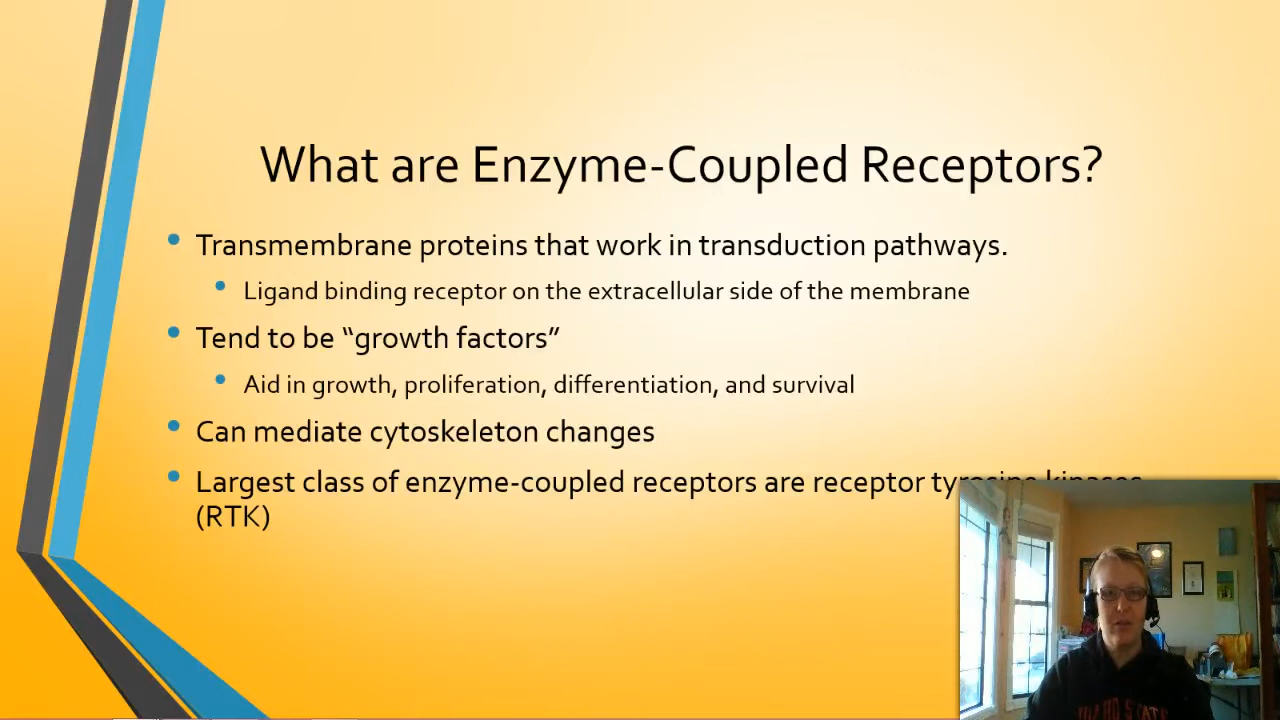 What are Enzyme-Coupled Receptors?
• Transmembrane proteins that work in transduction pathways.
• Ligand binding receptor on the extracellular side of the membrane
• Tend to be “growth factors”
• Aid in growth, proliferation, differentiation, and survival
• Can mediate cytoskeleton changes
• Largest class of enzyme-coupled receptors are receptor tyrosine kinases
(RTK)